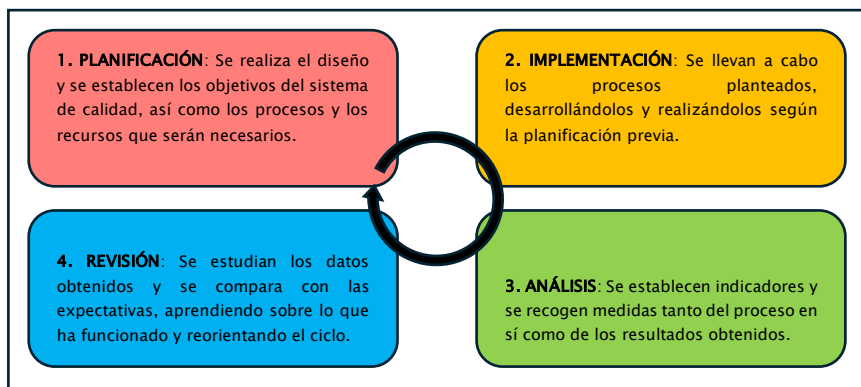 1. PLANIFICACIÓN: Se realiza el diseño
y se establecen los objetivos del sistema
de calidad, así como los procesos y los
recursos que serán necesarios.
2. IMPLEMENTACIÓN: Se llevan a cabo
los procesos planteados,
desarrollándolos y realizándolos según
la planificación previa.
3. ANÁLISIS: Se establecen indicadores y
se recogen medidas tanto del proceso en
sí como de los resultados obtenidos.
4. REVISIÓN: Se estudian los datos
obtenidos y se compara con las
expectativas, aprendiendo sobre lo que
ha funcionado y reorientando el ciclo.